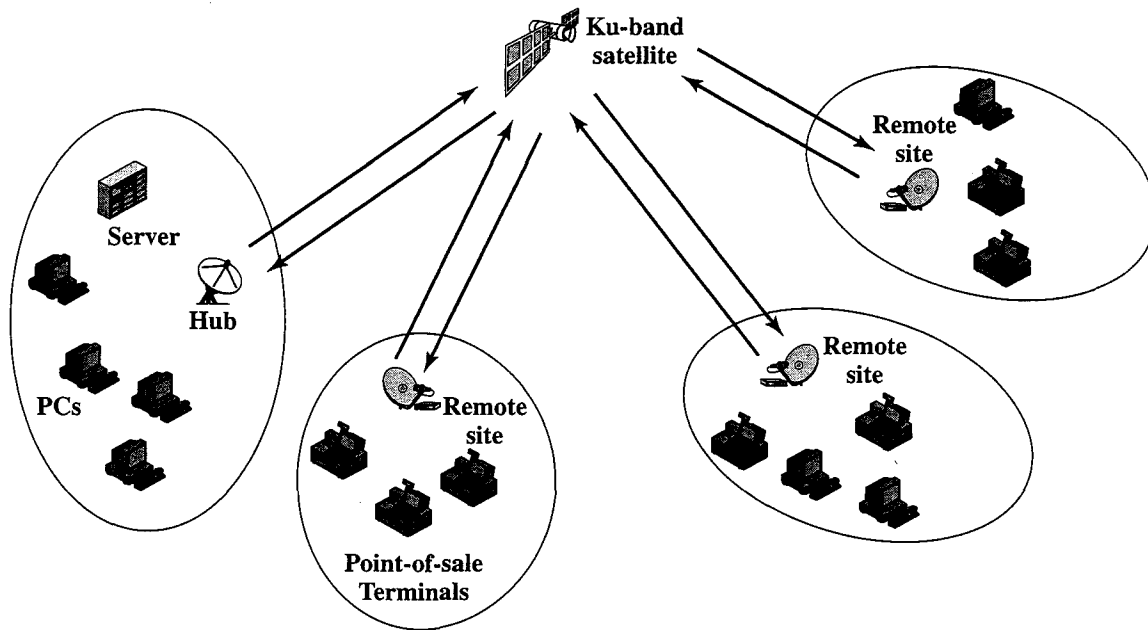 Ku-band
satellite
Remote
site
Server
Hub
PCs
Remote
site
Remote
site
Point-of-sale
Terminals